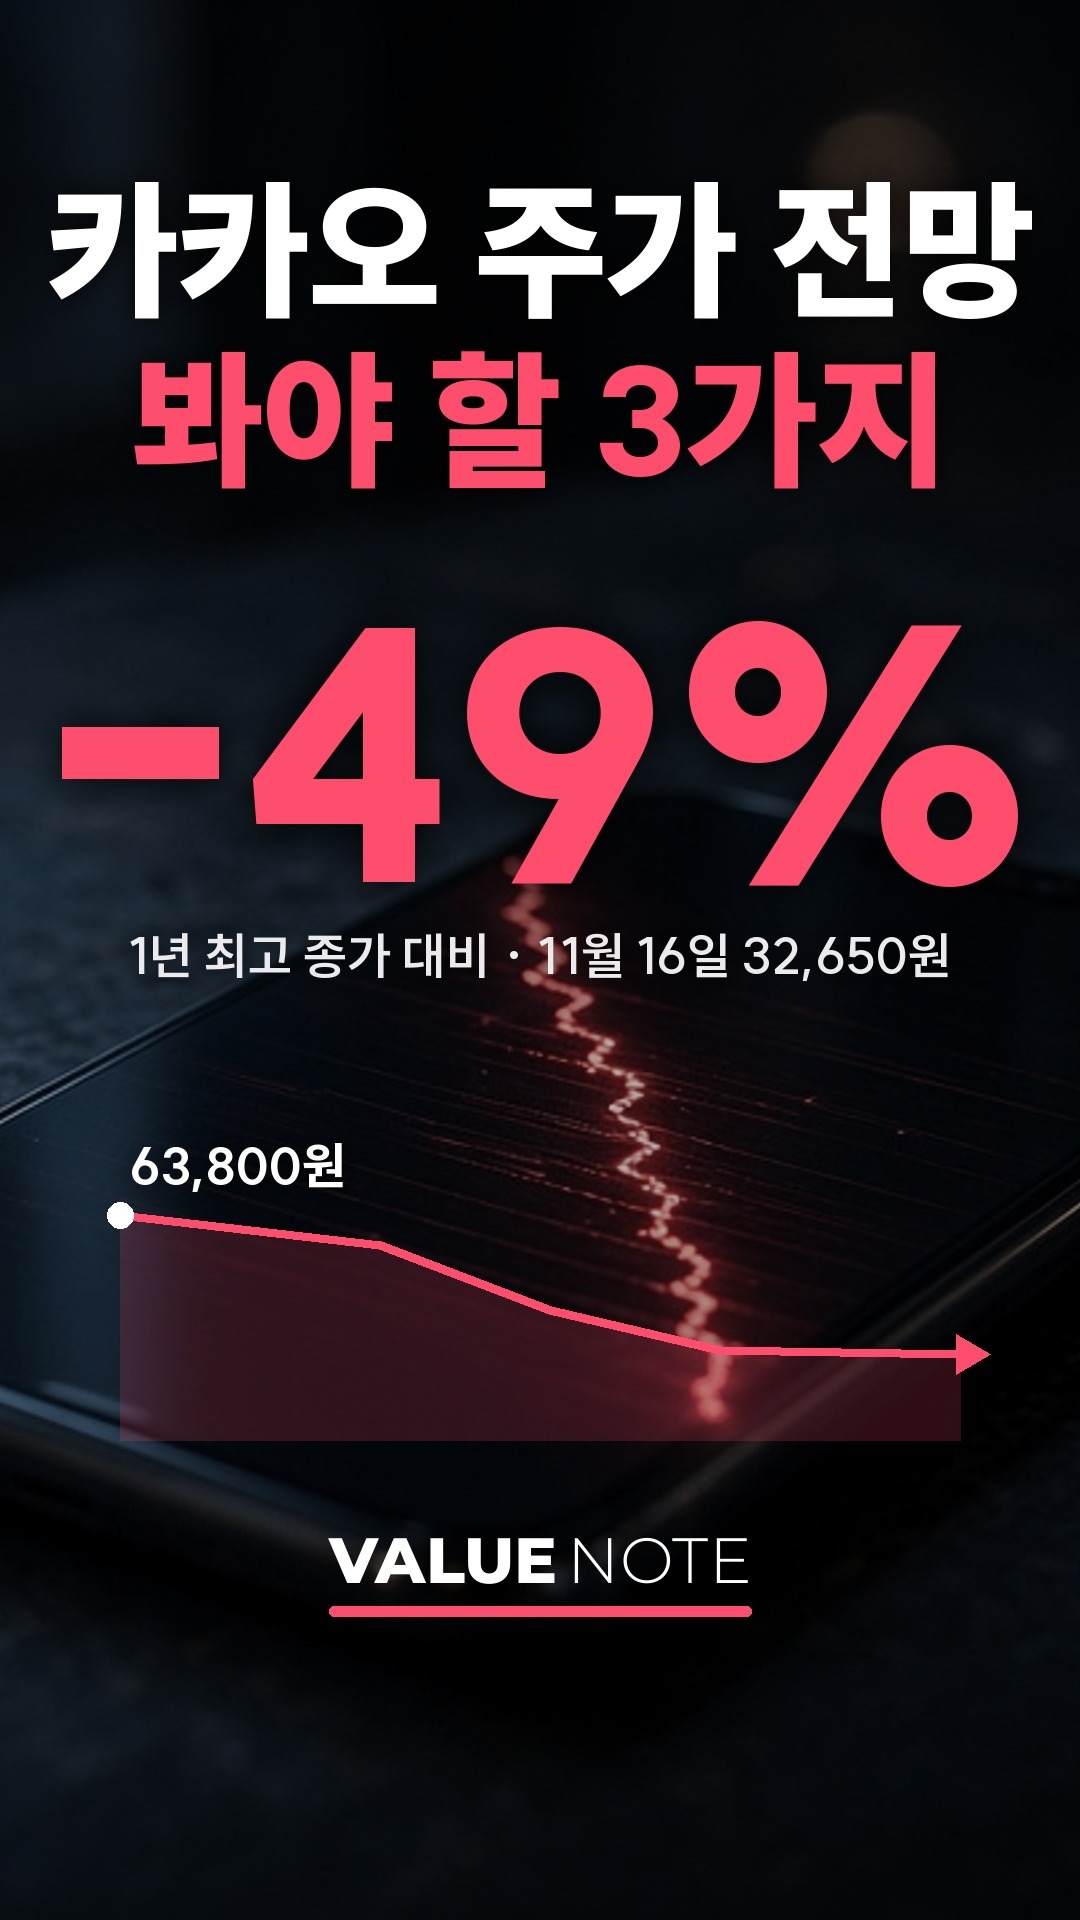 카카오 주가 전망
봐야 할 3가지
-49%
1년 최고 종가 대비 · 11월 16일 32,650원
63,800원
VALUE NOTE